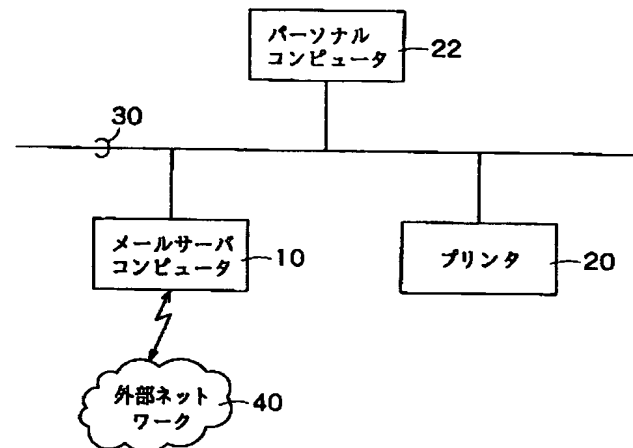 パーソナル
コンピュータ
22
30
メールサーバ
コンピュータ
10
プリンタ
20
外部ネット
ワーク
40